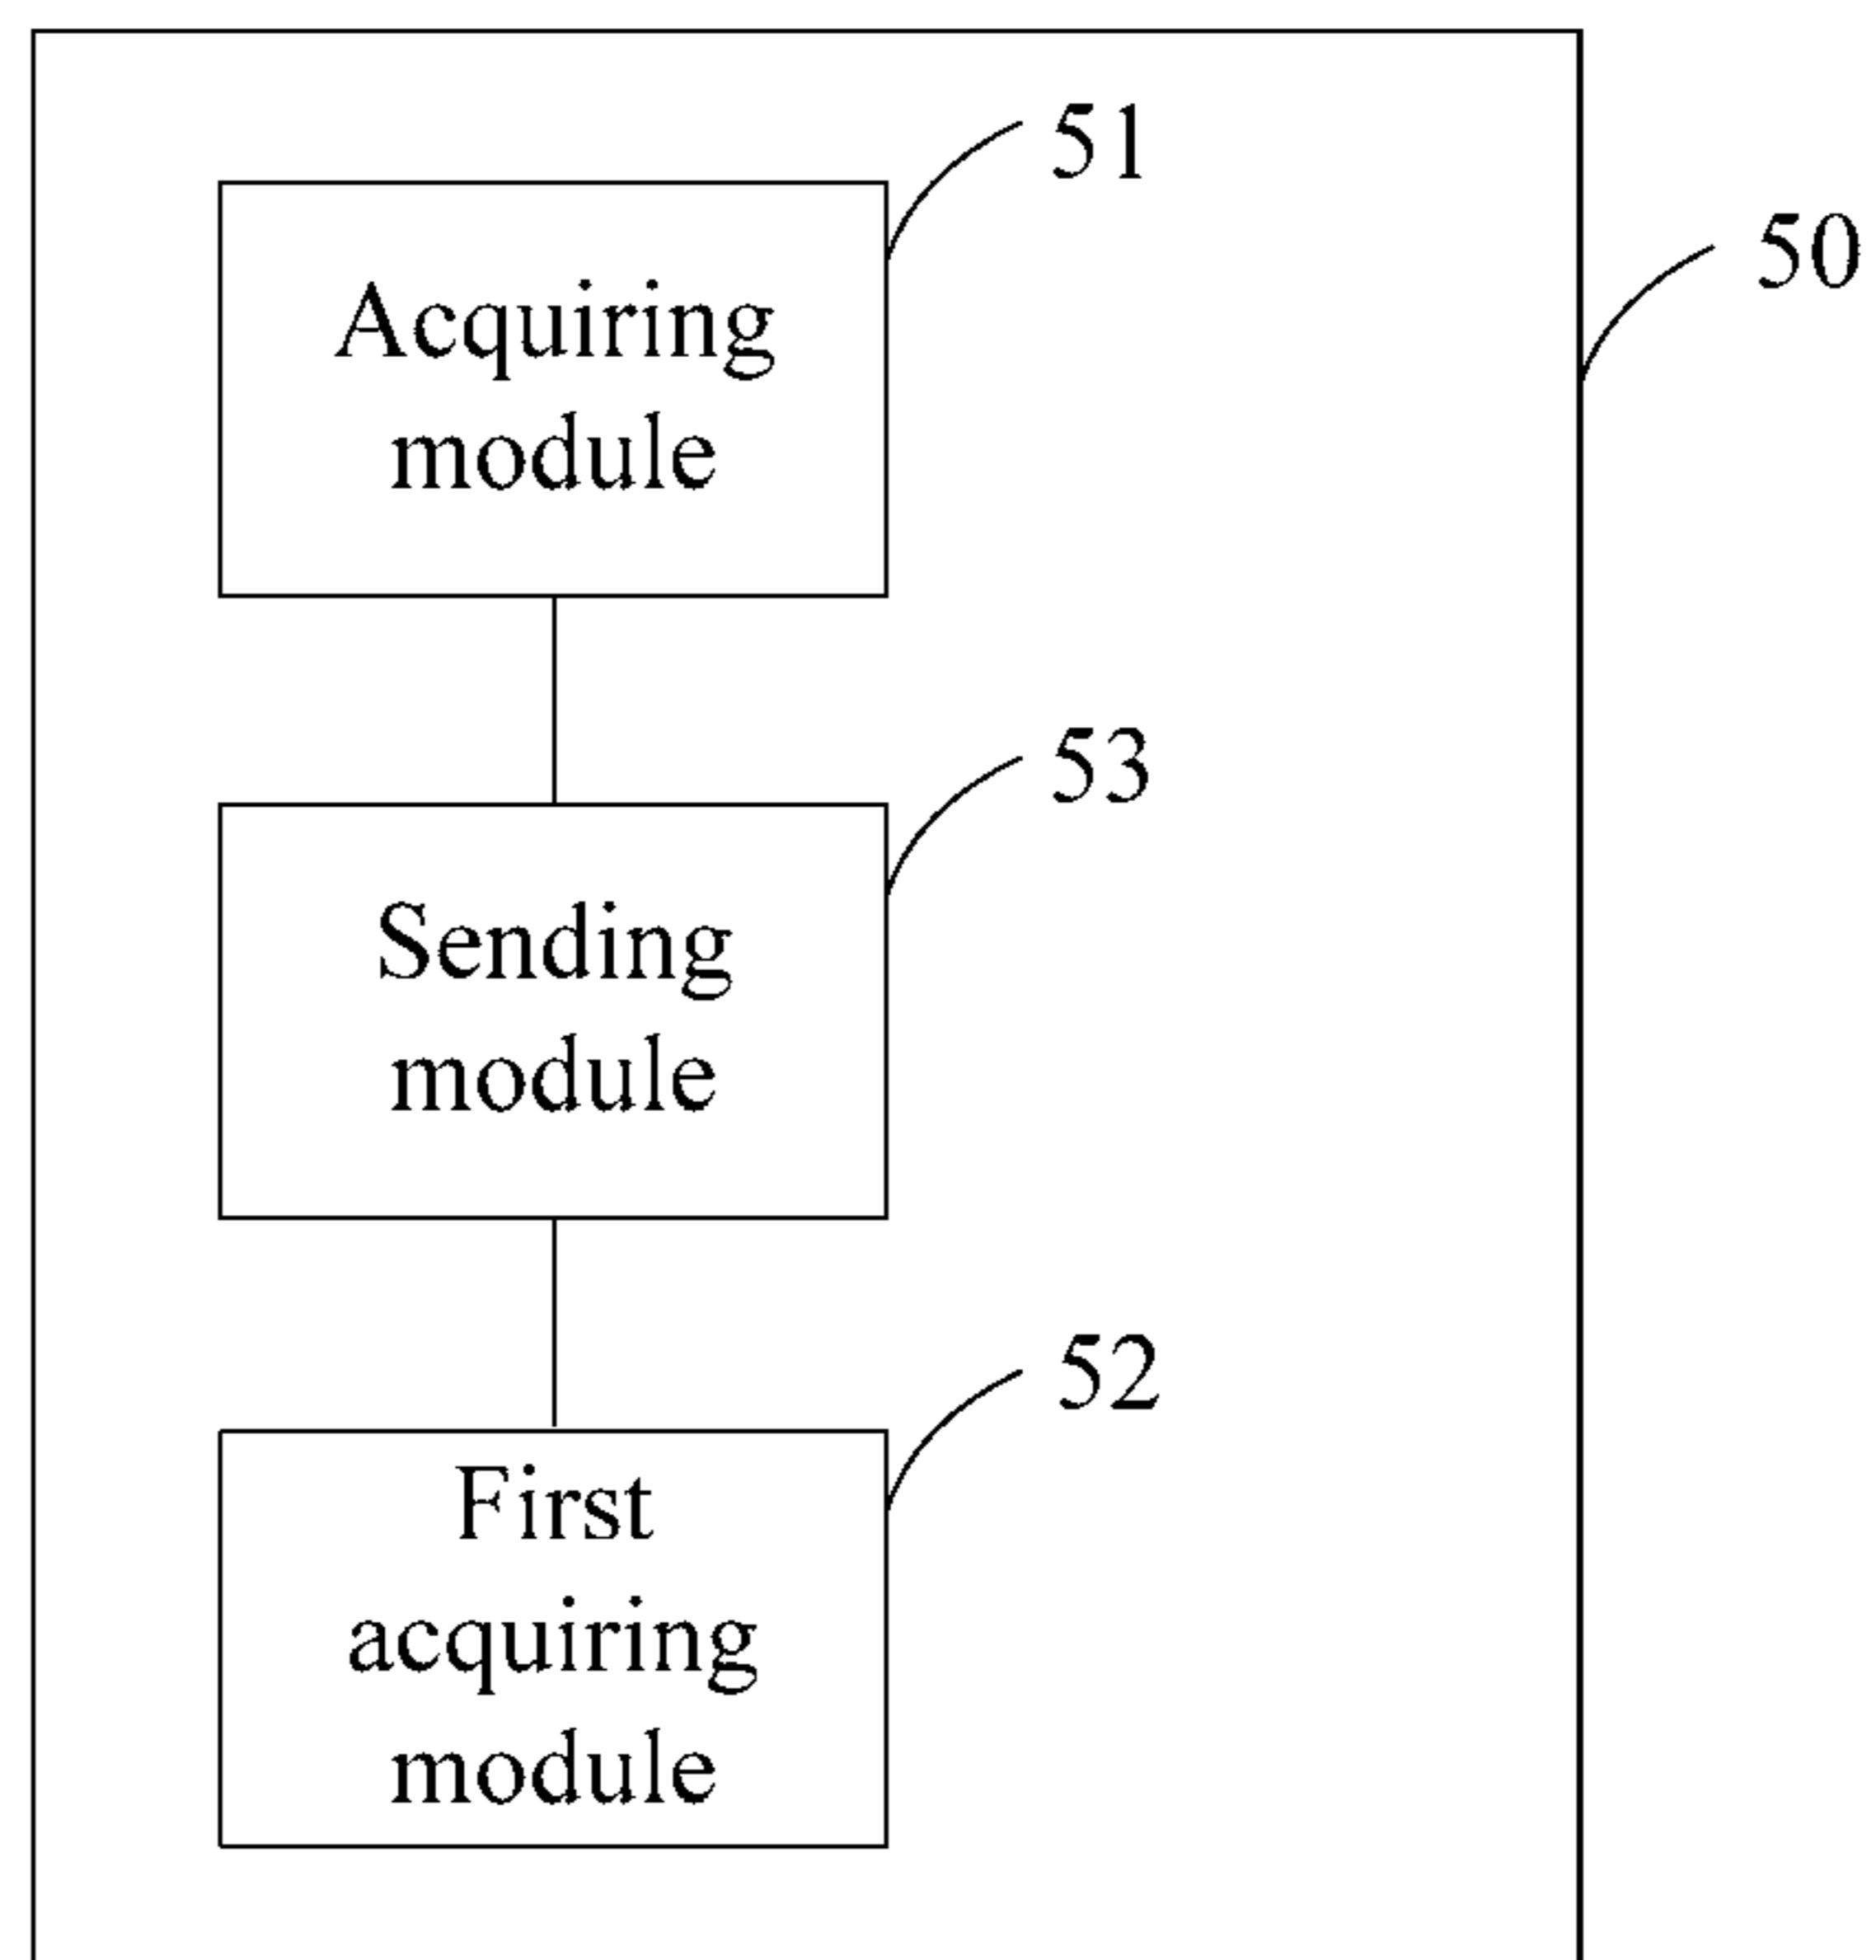 51
50
Acquiring
module
53
Sending
module
52
First
acquiring
module